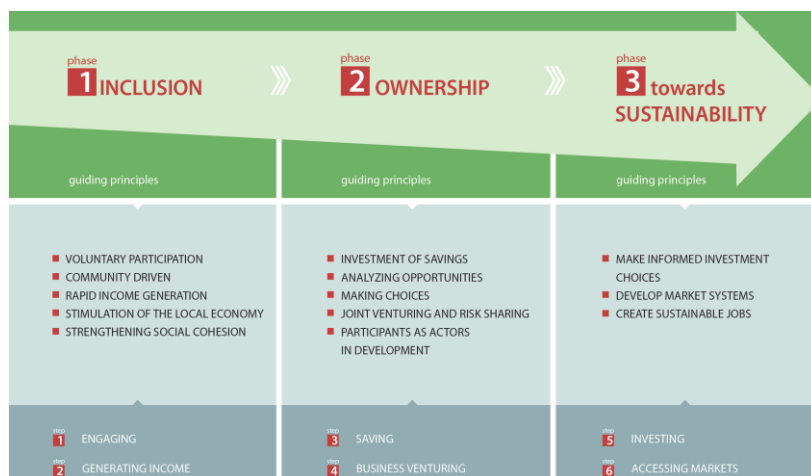 phase
1 INCLUSION
phase
2 OWNERSHIP
phase
3 towards
SUSTAINABILITY
guiding principles
guiding principles
guiding principles
VOLUNTARY PARTICIPATION
COMMUNITY DRIVEN
RAPID INCOME GENERATION
STIMULATION OF THE LOCAL ECONOMY
STRENGTHENING SOCIAL COHESION
INVESTMENT OF SAVINGS
ANALYZING OPPORTUNITIES
MAKING CHOICES
JOINT VENTURING AND RISK SHARING
PARTICIPANTS AS ACTORS
IN DEVELOPMENT
MAKE INFORMED INVESTMENT
CHOICES
DEVELOP MARKET SYSTEMS
CREATE SUSTAINABLE JOBS
step
1 ENGAGING
step
2 GENERATING INCOME
step
3 SAVING
step
4 BUSINESS VENTURING
step
5 INVESTING
step
6 ACCESSING MARKETS